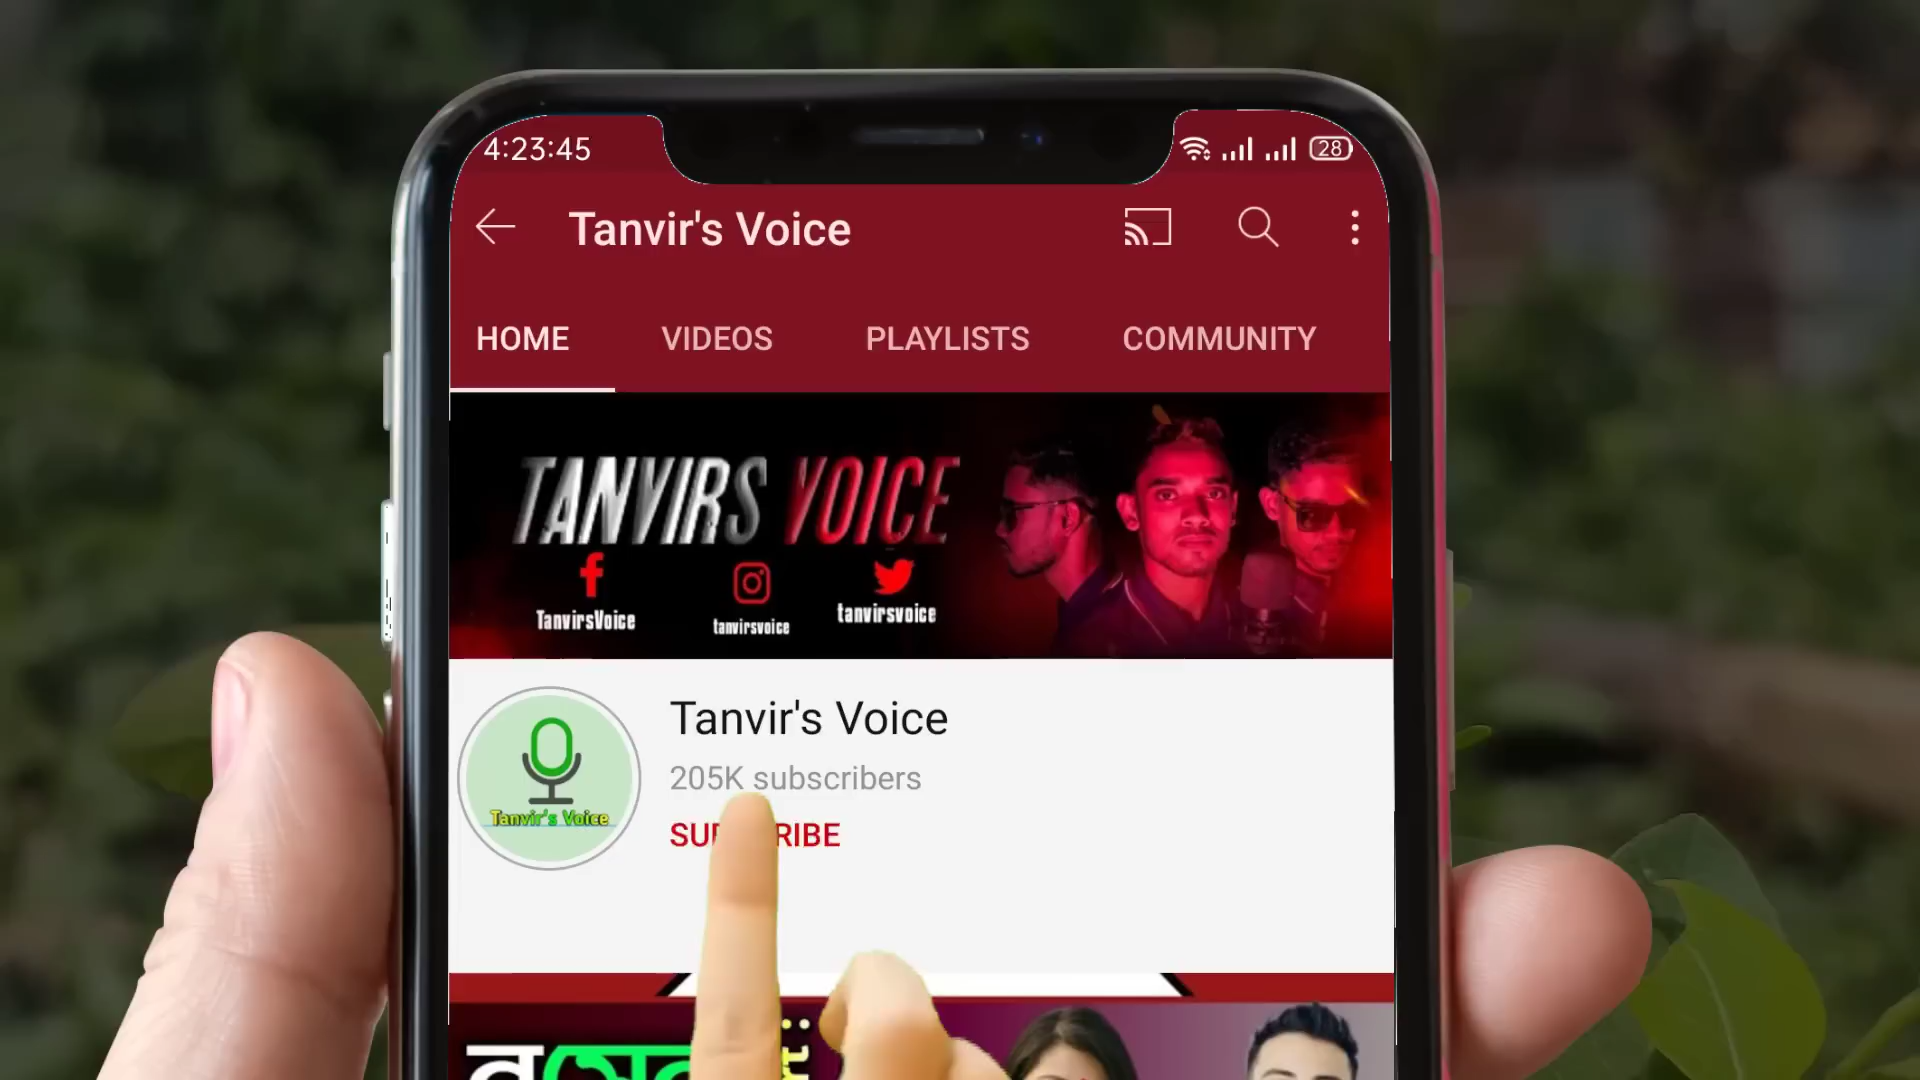 4:23:45
28
Tanvir's Voice
HOME VIDEOS PLAYLISTS COMMUNITY
TANVIRS VOICE
TanvirsVoice tanvirsvoice tanvirsvoice
Tanvir's Voice
205K subscribers
Tanvir's Voice